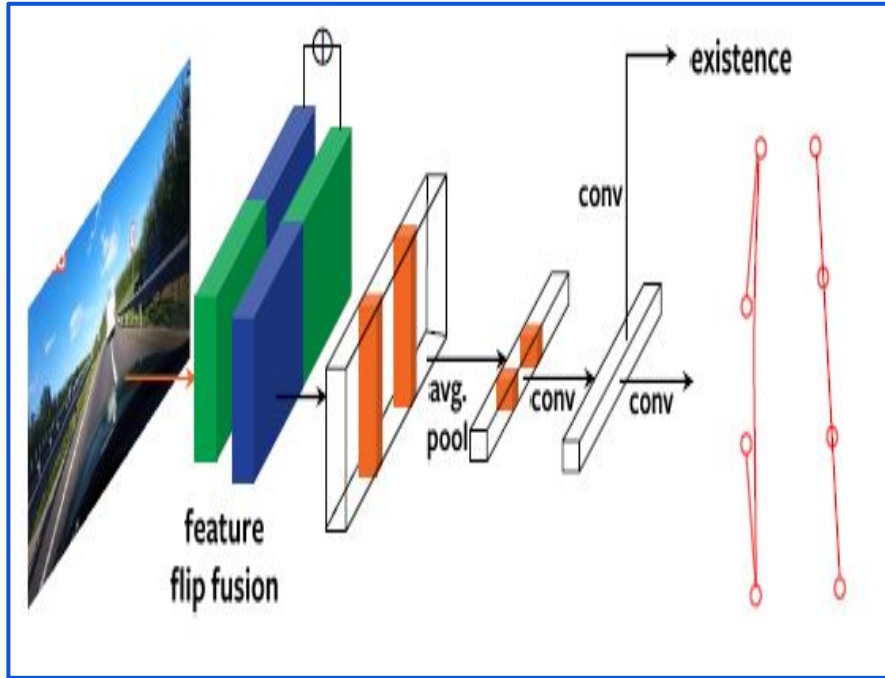 existence
conv
avg.
pool
conv
conv
feature
flip fusion